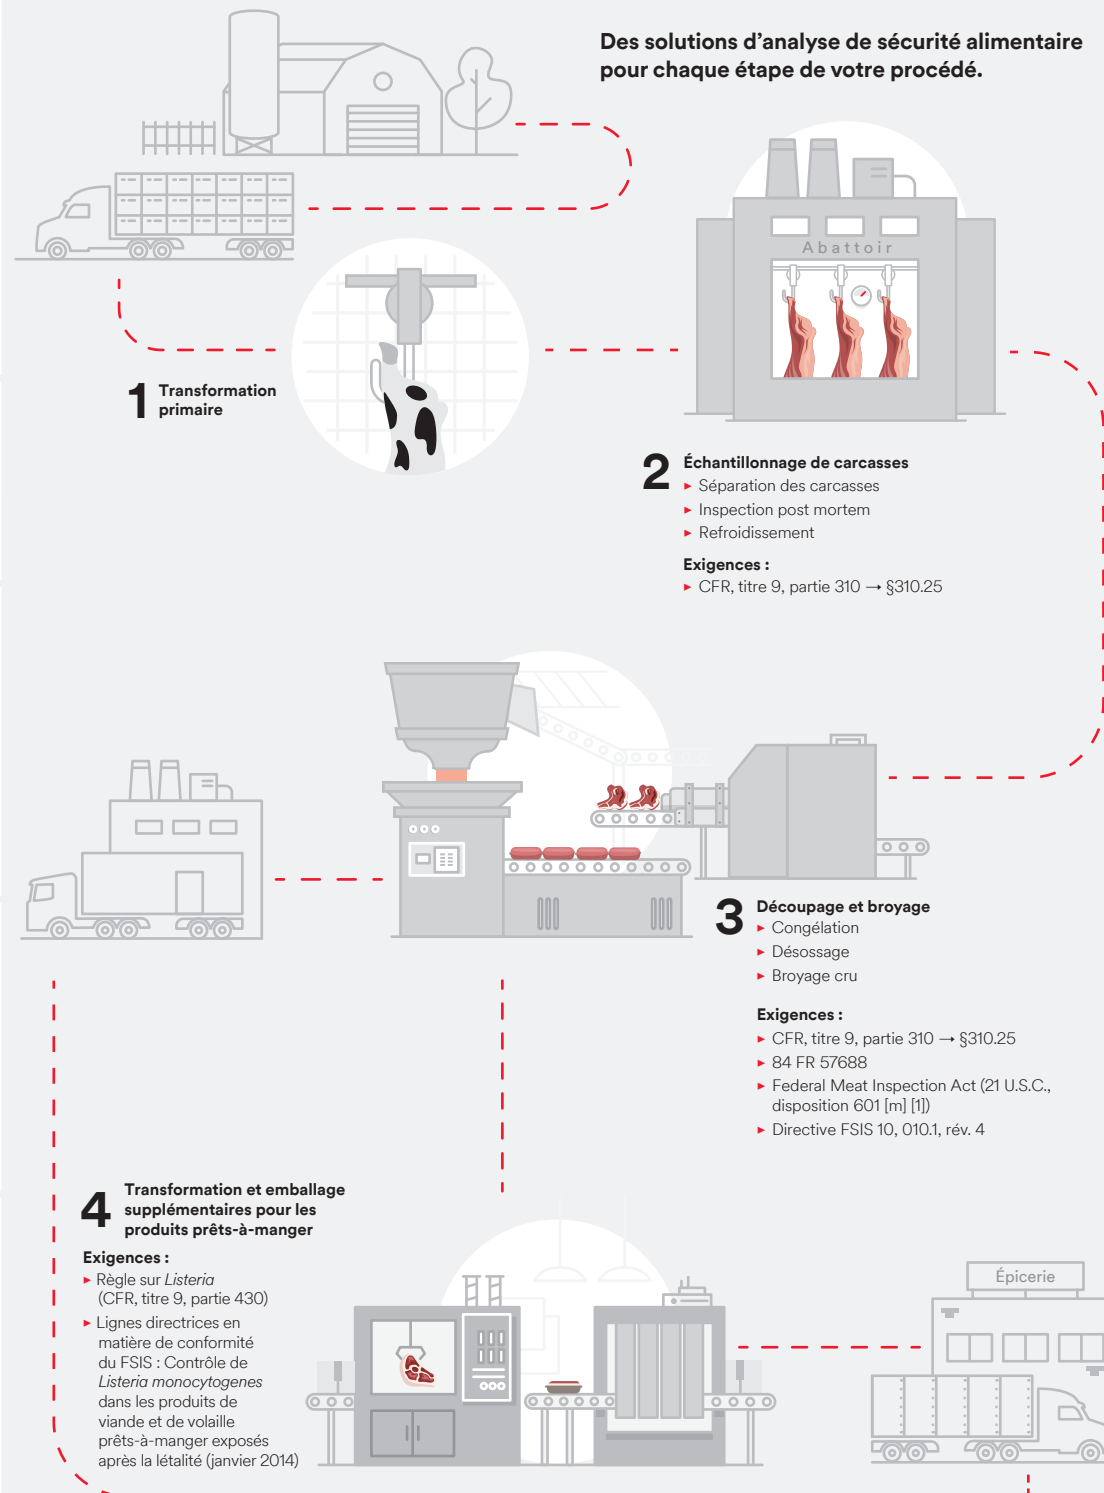 Des solutions d'analyse de sécurité alimentaire
pour chaque étape de votre procédé.
Abattoir
1 Transformation
primaire
2 Échantillonnage de carcasses
► Séparation des carcasses
► Inspection post mortem
► Refroidissement
Exigences :
► CFR, titre 9, partie 310 → §310.25
3 Découpage et broyage
► Congélation
► Désossage
► Broyage cru
Exigences :
► CFR, titre 9, partie 310 → §310.25
► 84 FR 57688
► Federal Meat Inspection Act (21 U.S.C.,
disposition 601 [m] [1])
► Directive FSIS 10, 010.1, rév. 4
4 Transformation et emballage
supplémentaires pour les
produits prêts-à-manger
Exigences :
► Règle sur Listeria
(CFR, titre 9, partie 430)
► Lignes directrices en
matière de conformité
du FSIS : Contrôle de
Listeria monocytogenes
dans les produits de
viande et de volaille
prêts-à-manger exposés
après la létalité (janvier 2014)
Épicerie